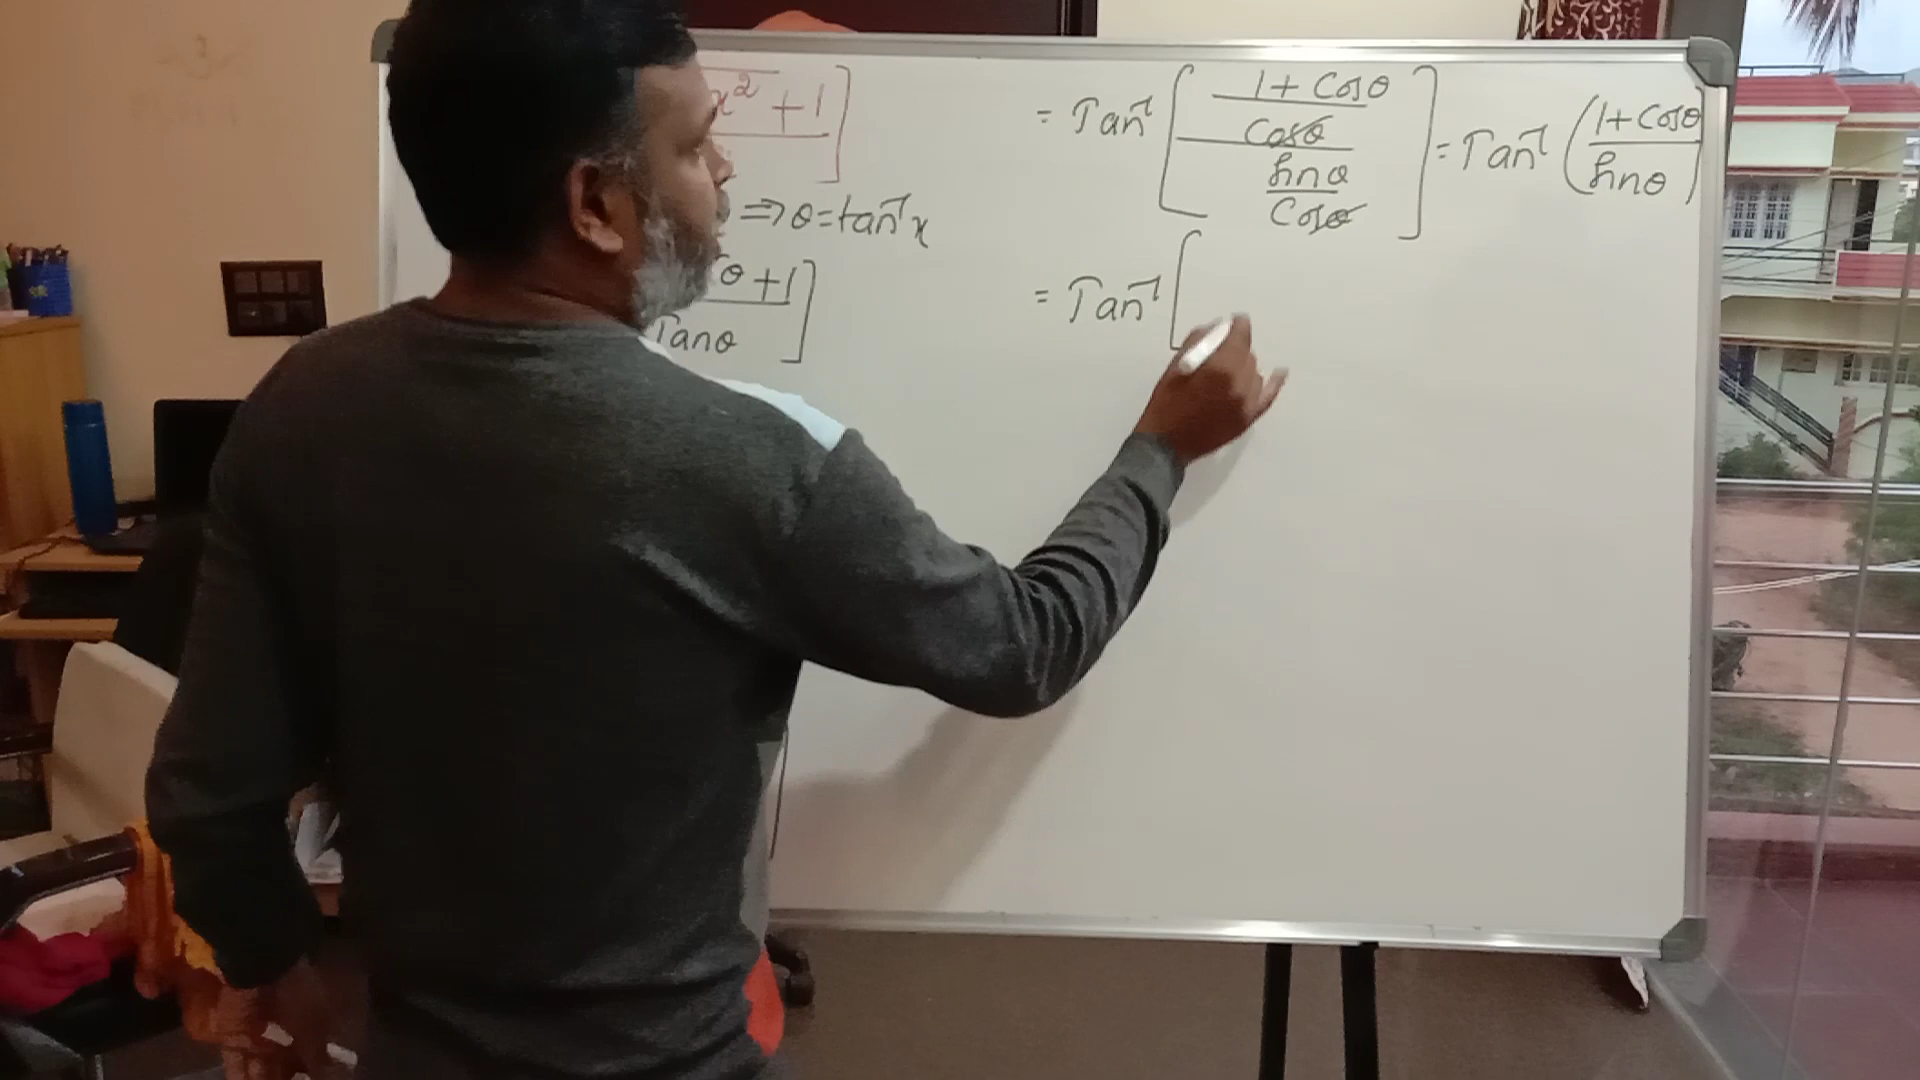 x² + 1
⇒ θ = tan⁻¹x
θ + 1
Tanθ
= Tan⁻¹ [ 1 + Cosθ
Cosθ
Sinθ
Cosθ ] = Tan⁻¹ ( 1 + Cosθ
Sinθ )
= Tan⁻¹ [